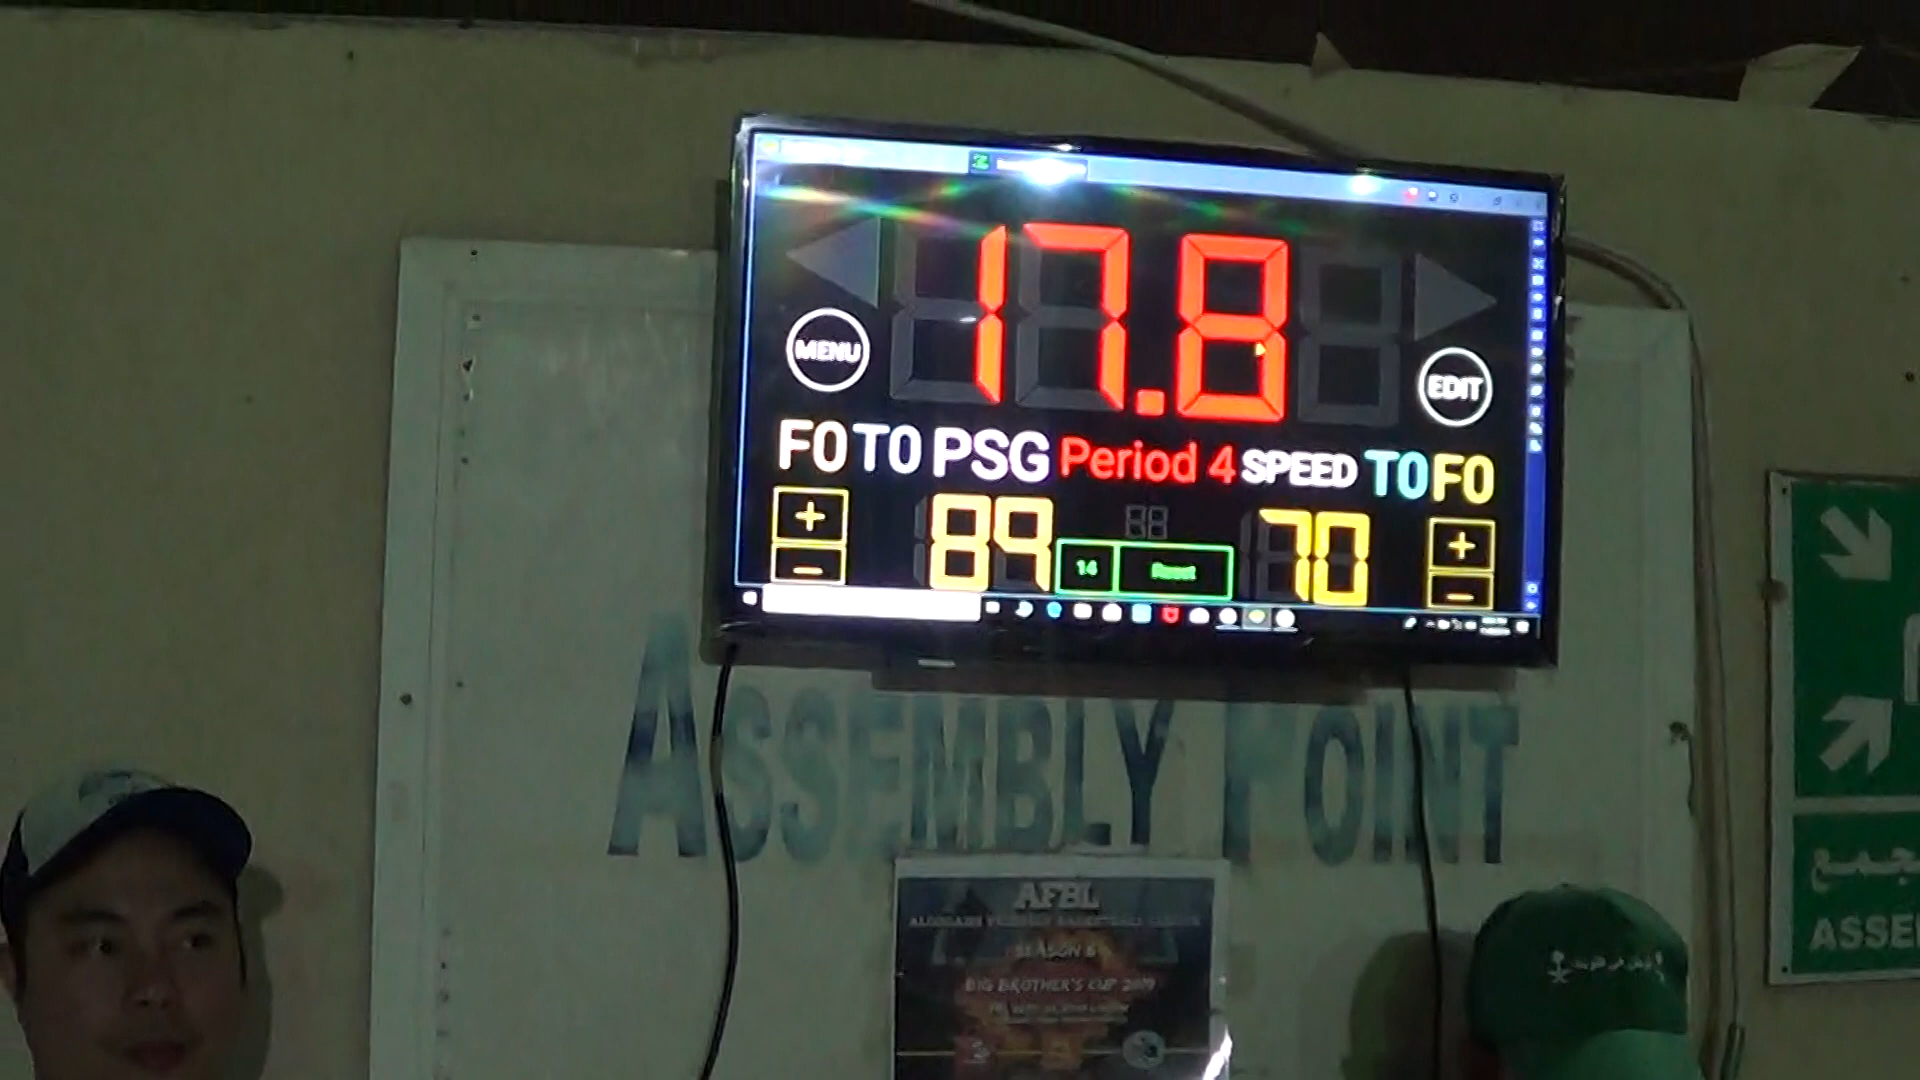 17.8
MENU
EDIT
F0 T0 PSG Period 4 SPEED T0 F0
+ 89 70 +
- 14 Reset -
ASSEMBLY POINT
AFBL
SEASON 6
BIG BROTHER'S CUP 2019
ASSE